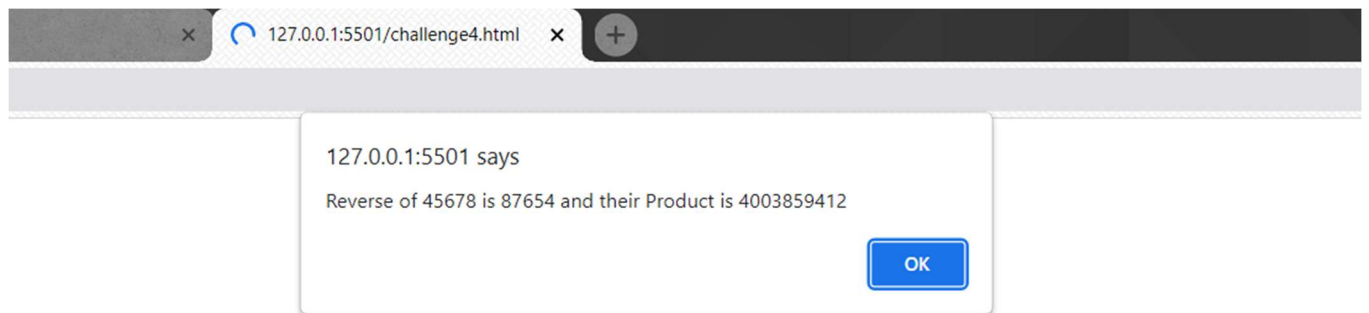 127.0.0.1:5501/challenge4.html
127.0.0.1:5501 says
Reverse of 45678 is 87654 and their Product is 4003859412
OK